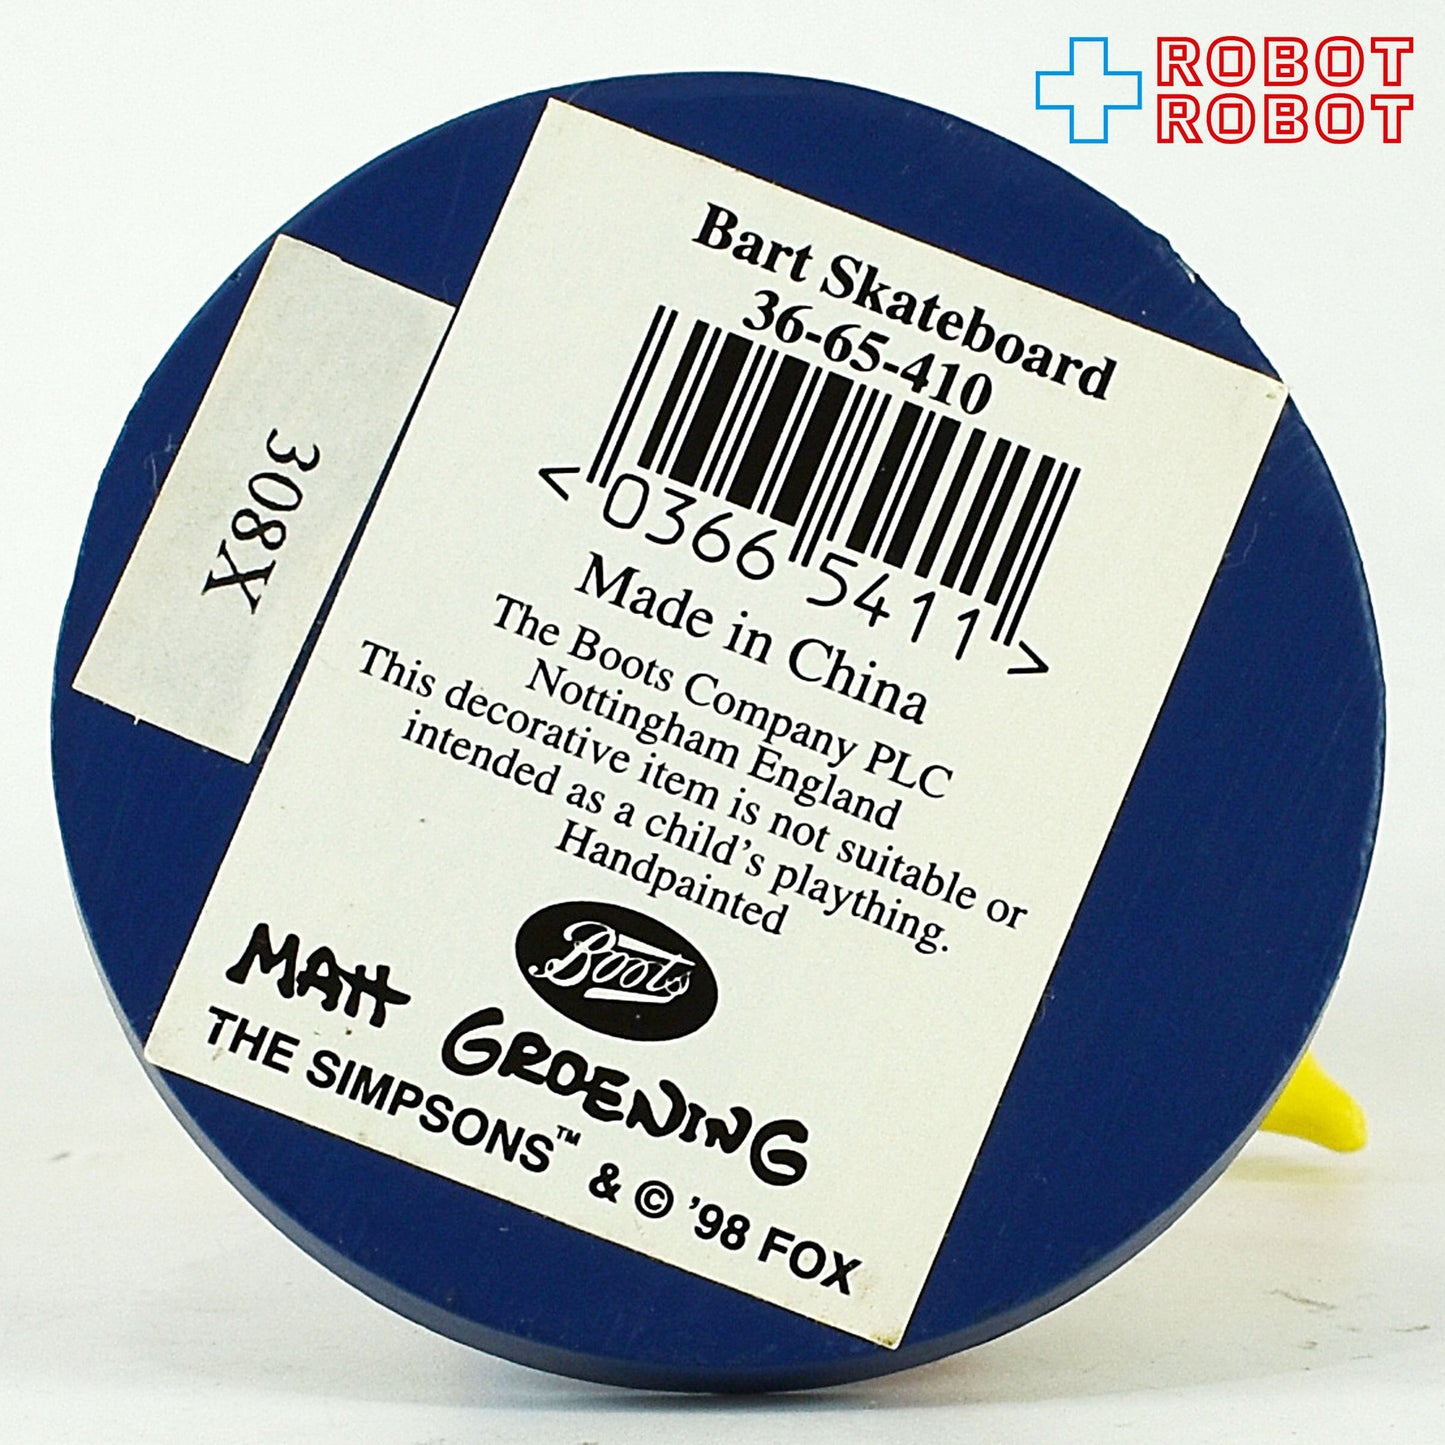 ROBOT
ROBOT
Bart Skateboard
36-65-410
< 0366 5411 >
Made in China
The Boots Company PLC
Nottingham England
This decorative item is not suitable or
intended as a child's plaything.
Handpainted
Boots
MATT GROENING
THE SIMPSONS™ & © '98 FOX
308X